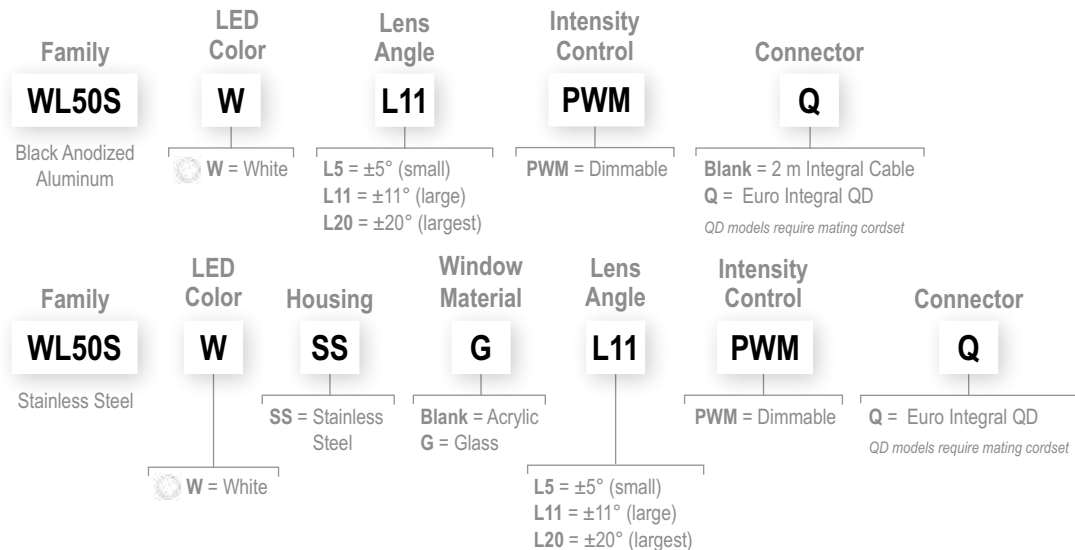 Family
LED
Color
Lens
Angle
Intensity
Control
Connector
WL50S
W
L11
PWM
Q
Black Anodized
Aluminum
W = White
L5 = ±5° (small)
L11 = ±11° (large)
L20 = ±20° (largest)
PWM = Dimmable
Blank = 2 m Integral Cable
Q = Euro Integral QD
QD models require mating cordset
Family
LED
Color
Housing
Window
Material
Lens
Angle
Intensity
Control
Connector
WL50S
W
SS
G
L11
PWM
Q
Stainless Steel
W = White
SS = Stainless
Steel
Blank = Acrylic
G = Glass
L5 = ±5° (small)
L11 = ±11° (large)
L20 = ±20° (largest)
PWM = Dimmable
Q = Euro Integral QD
QD models require mating cordset